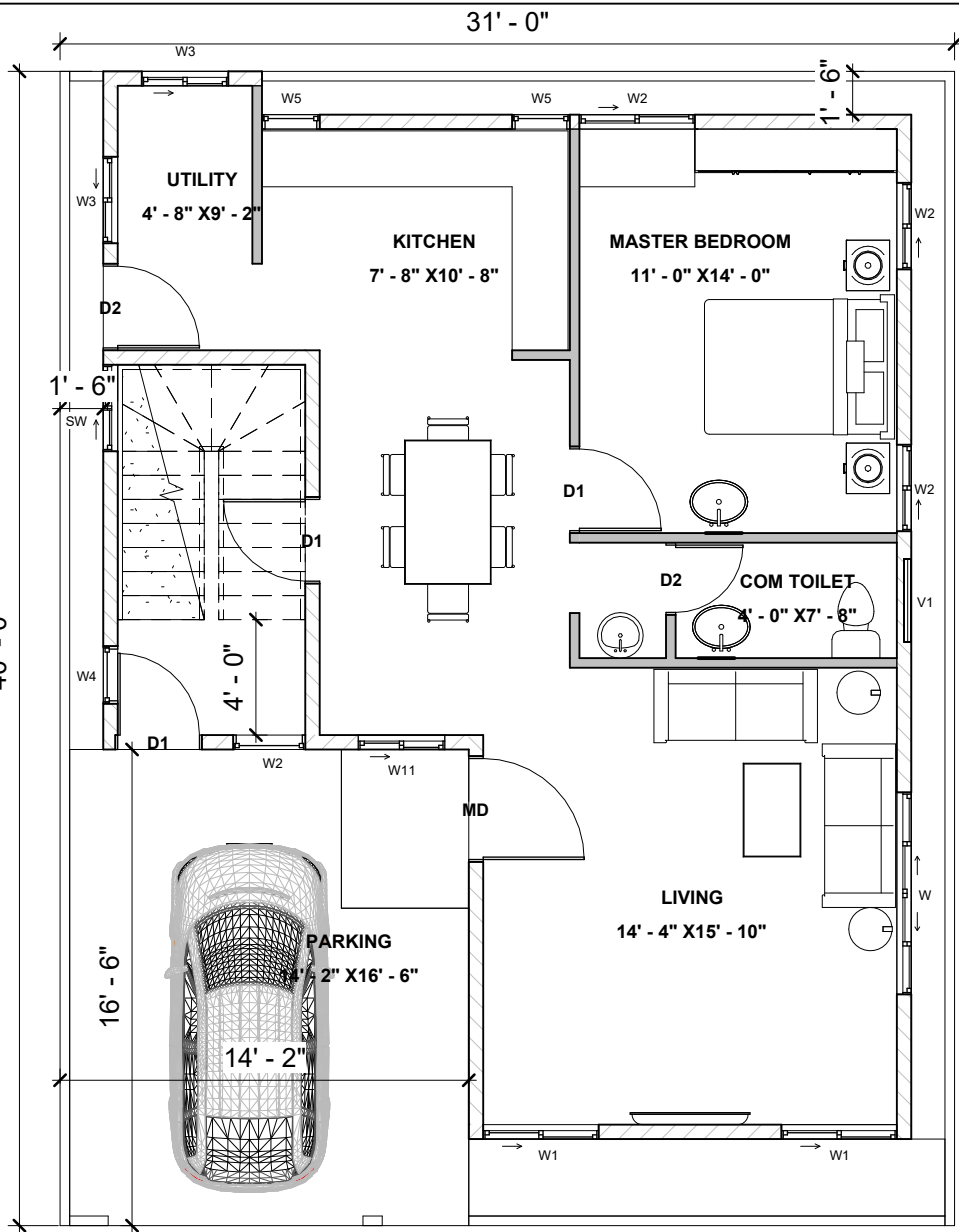 31' - 0"
W3
1' - 6"
W5
W5
W2
UTILITY
4' - 8" X9' - 2"
W3
KITCHEN
7' - 8" X10' - 8"
MASTER BEDROOM
11' - 0" X14' - 0"
W2
D2
1' - 6"
SW
D1
W2
D1
D2
COM TOILET
4' - 0" X7' - 8"
V1
4' - 0"
W4
D1
W2
W11
MD
LIVING
14' - 4" X15' - 10"
W
PARKING
14' - 2" X16' - 6"
16' - 6"
14' - 2"
W1
W1